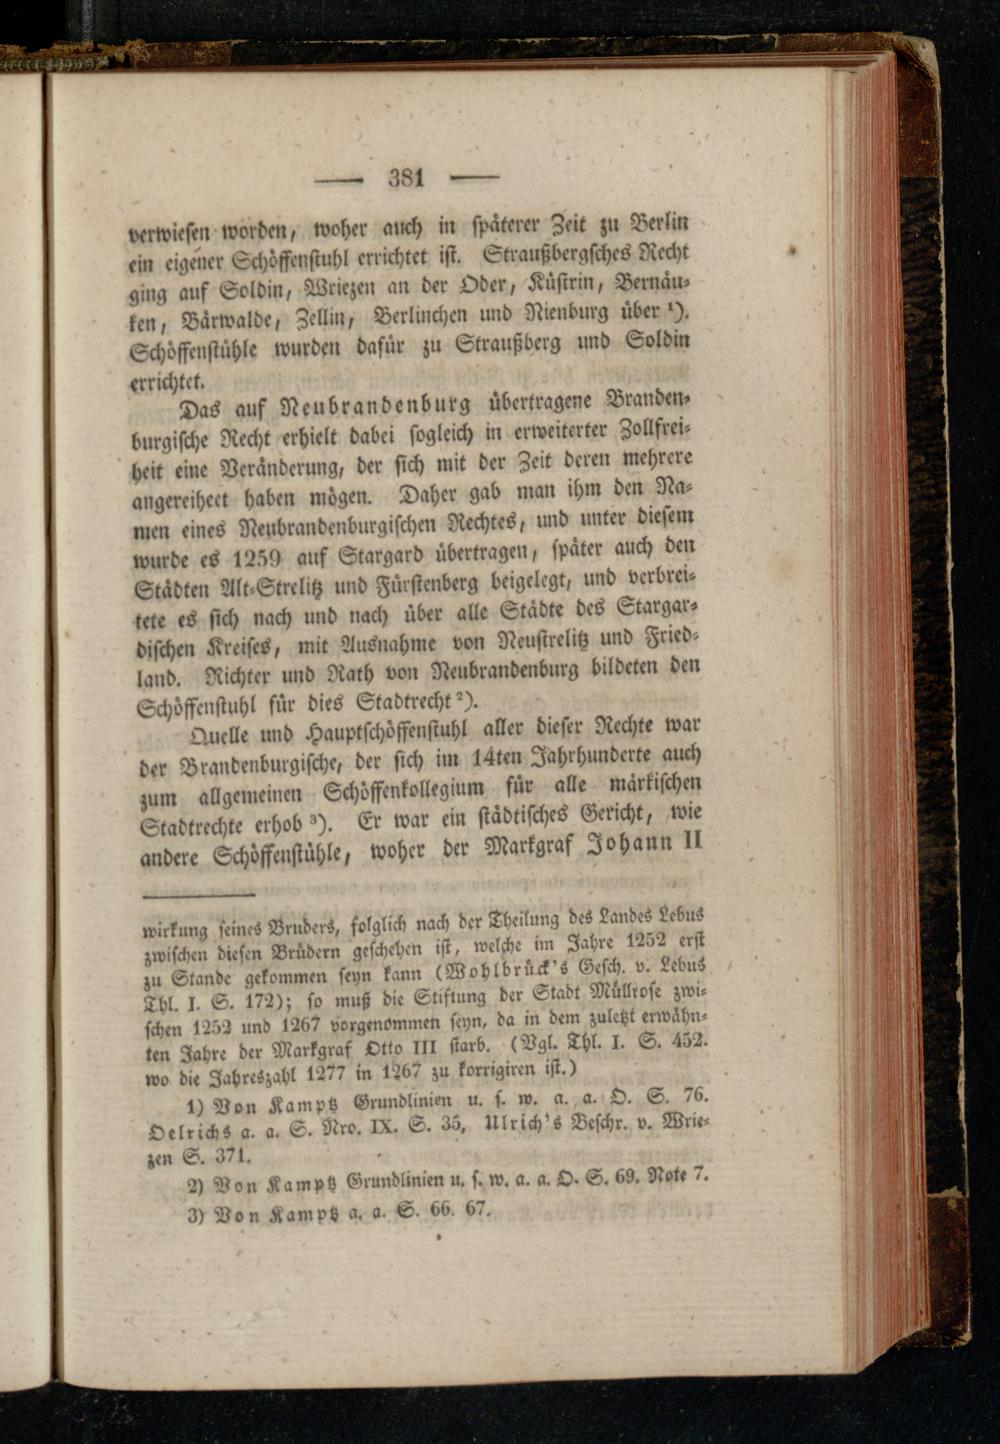 — 381 —
verwiesen worden, woher auch in späterer Zeit zu Berlin
ein eigener Schöffenstuhl errichtet ist. Straußbergsches Recht
ging auf Soldin, Wriezen an der Oder, Küstrin, Bernäu-
ken, Bärwalde, Zellin, Berlinchen und Nienburg über ¹).
Schöffenstühle wurden dafür zu Straußberg und Soldin
errichtet.
Das auf Neubrandenburg übertragene Branden-
burgische Recht erhielt dabei sogleich in erweiterter Zollfrei-
heit eine Veränderung, der sich mit der Zeit deren mehrere
angereihet haben mögen. Daher gab man ihm den Na-
men eines Neubrandenburgischen Rechtes, und unter diesem
wurde es 1259 auf Stargard übertragen, später auch den
Städten Alt-Strelitz und Fürstenberg beigelegt, und verbrei-
tete es sich nach und nach über alle Städte des Stargar-
dischen Kreises, mit Ausnahme von Neustrelitz und Fried-
land. Richter und Rath von Neubrandenburg bildeten den
Schöffenstuhl für dies Stadtrecht ²).
Quelle und Hauptschöffenstuhl aller dieser Rechte war
der Brandenburgische, der sich im 14ten Jahrhunderte auch
zum allgemeinen Schöffenkollegium für alle märkischen
Stadtrechte erhob ³). Er war ein städtisches Gericht, wie
andere Schöffenstühle, woher der Markgraf Johann II
wirkung seines Bruders, folglich nach der Theilung des Landes Lebus
zwischen diesen Brüdern geschehen ist, welche im Jahre 1252 erst
zu Stande gekommen seyn kann (Wohlbrück's Gesch. v. Lebus
Thl. I. S. 172); so muß die Stiftung der Stadt Müllrose zwi-
schen 1252 und 1267 vorgenommen seyn, da in dem zuletzt erwähn-
ten Jahre der Markgraf Otto III starb. (Vgl. Thl. I. S. 452.
wo die Jahreszahl 1277 in 1267 zu korrigiren ist.)
1) Von Kamptz Grundlinien u. s. w. a. a. O. S. 76.
Oelrichs a. a. S. Nro. IX. S. 35, Ulrich's Beschr. v. Wrie-
zen S. 371.
2) Von Kamptz Grundlinien u. s. w. a. a. O. S. 69. Note 7.
3) Von Kamptz a. a. S. 66. 67.